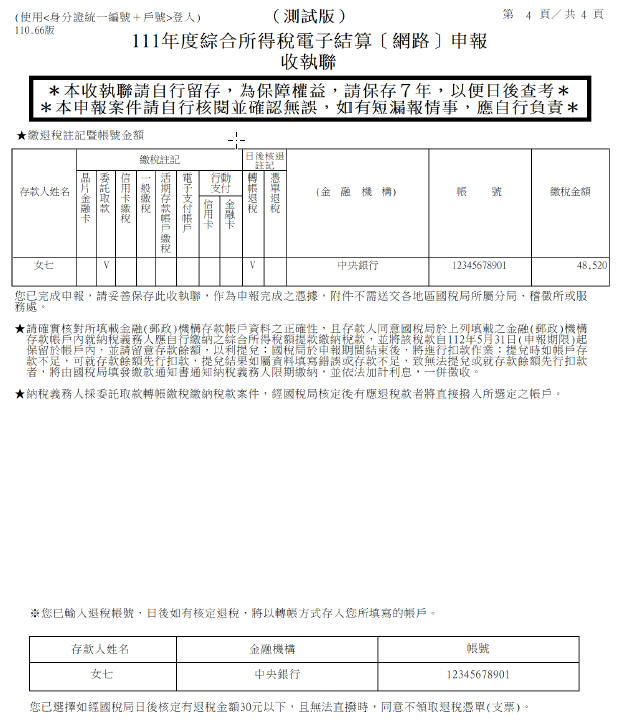 (使用<身分證統一編號＋戶號>登入)
110.66版
（測試版）
第 4 頁／共 4 頁
111年度綜合所得稅電子結算〔網路〕申報
收執聯
＊本收執聯請自行留存，為保障權益，請保存７年，以便日後查考＊
＊本申報案件請自行核閱並確認無誤，如有短漏報情事，應自行負責＊
★繳退稅註記暨帳號金額
存款人姓名
繳稅註記
晶片金融卡
委託取款
信用卡繳稅
一般繳稅
活期存款帳戶繳稅
電子支付帳戶
行動支付
信用卡
金融卡
日後核退註記
轉帳退稅
憑單退稅
(金 融 機 構)
帳 號
繳稅金額
女七 V V 中央銀行 12345678901 48,520
您已完成申報，請妥善保存此收執聯，作為申報完成之憑據，附件不需送交各地區國稅局所屬分局、稽徵所或服
務處。
★請確實核對所填載金融(郵政)機構存款帳戶資料之正確性，且存款人同意國稅局於上列填載之金融(郵政)機構
存款帳戶內就納稅義務人應自行繳納之綜合所得稅額提款繳納稅款，並將該稅款自112年5月31日(申報期限)起
保留於帳戶內，並請留意存款餘額，以利提兌；國稅局於申報期間結束後，將進行扣款作業；提兌時如帳戶存
款不足，可就存款餘額先行扣款，提兌結果如屬資料填寫錯誤或存款不足，致無法提兌或就存款餘額先行扣款
者，將由國稅局填發繳款通知書通知納稅義務人限期繳納，並依法加計利息，一併徵收。
★納稅義務人採委託取款轉帳繳稅繳納稅款案件，經國稅局核定後有應退稅款者將直接撥入所選定之帳戶。
※您已輸入退稅帳號，日後如有核定退稅，將以轉帳方式存入您所填寫的帳戶。
存款人姓名 金融機構 帳號
女七 中央銀行 12345678901
您已選擇如經國稅局日後核定有退稅金額30元以下，且無法直撥時，同意不領取退稅憑單(支票)。